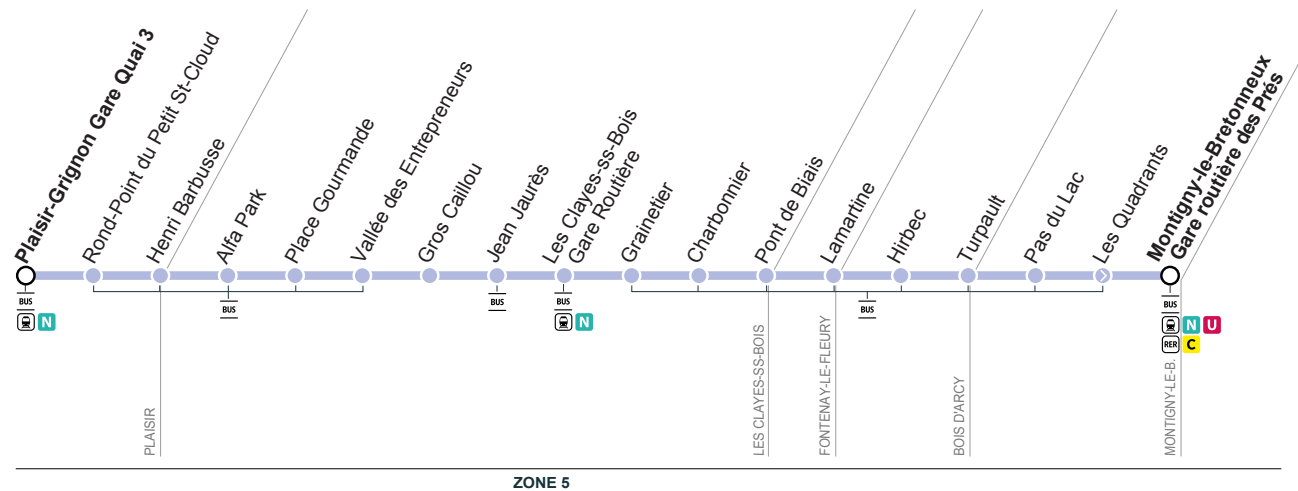 Plaisir-Grignon Gare Quai 3
Rond-Point du Petit St-Cloud
Henri Barbusse
Alfa Park
Place Gourmande
Vallée des Entrepreneurs
Gros Caillou
Jean Jaurès
Les Clayes-ss-Bois
Gare Routière
Grainetier
Charbonnier
Pont de Biais
Lamartine
Hirbec
Turpault
Pas du Lac
Les Quadrants
Montigny-le-Bretonneux
Gare routière des Prés
BUS
N
BUS
BUS
BUS
N
BUS
BUS
N U
RER C
PLAISIR
LES CLAYES-SS-BOIS
FONTENAY-LE-FLEURY
BOIS D'ARCY
MONTIGNY-LE-B.
ZONE 5